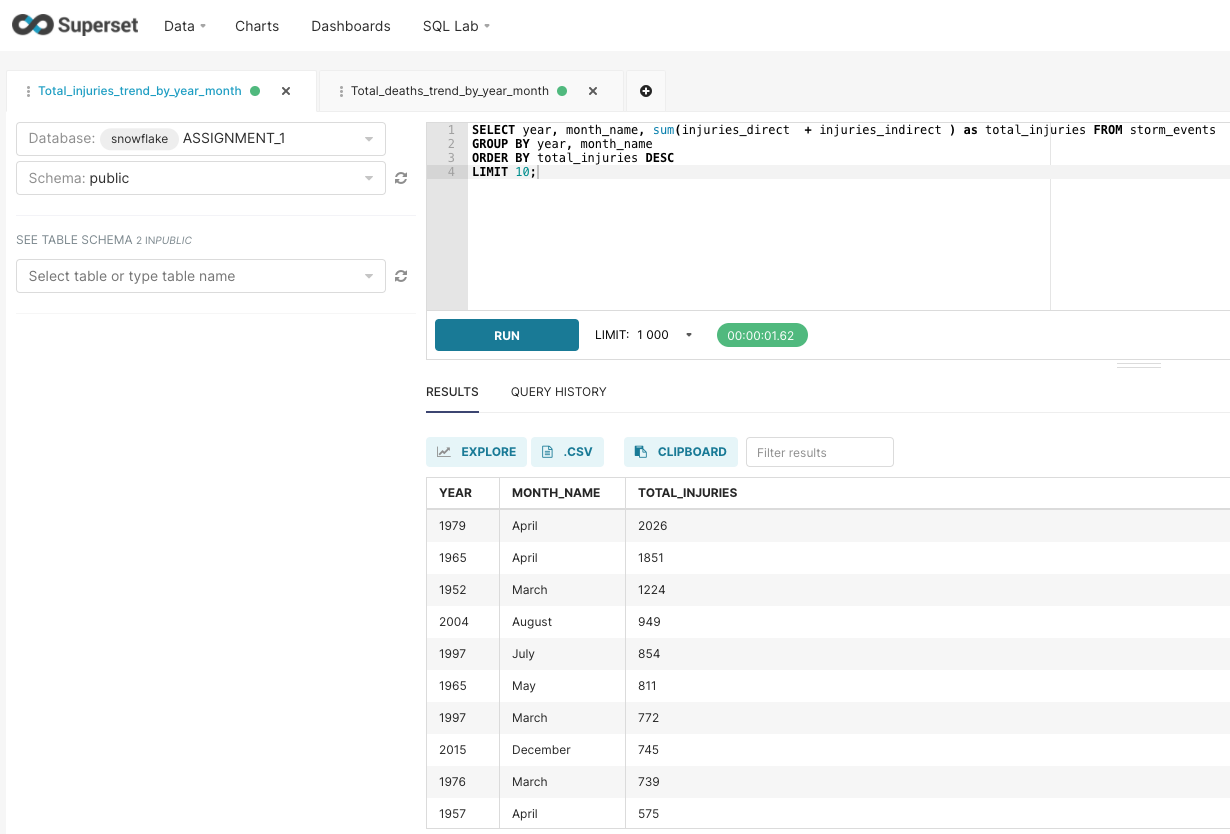 Superset Data Charts Dashboards SQL Lab
Total_injuries_trend_by_year_month Total_deaths_trend_by_year_month
Database: snowflake ASSIGNMENT_1
Schema: public
SEE TABLE SCHEMA 2 IN PUBLIC
Select table or type table name
1 SELECT year, month_name, sum(injuries_direct  + injuries_indirect ) as total_injuries FROM storm_events
2 GROUP BY year, month_name
3 ORDER BY total_injuries DESC
4 LIMIT 10;
RUN LIMIT: 1 000 00:00:01.62
RESULTS QUERY HISTORY
EXPLORE .CSV CLIPBOARD Filter results
YEAR MONTH_NAME TOTAL_INJURIES
1979 April 2026
1965 April 1851
1952 March 1224
2004 August 949
1997 July 854
1965 May 811
1997 March 772
2015 December 745
1976 March 739
1957 April 575